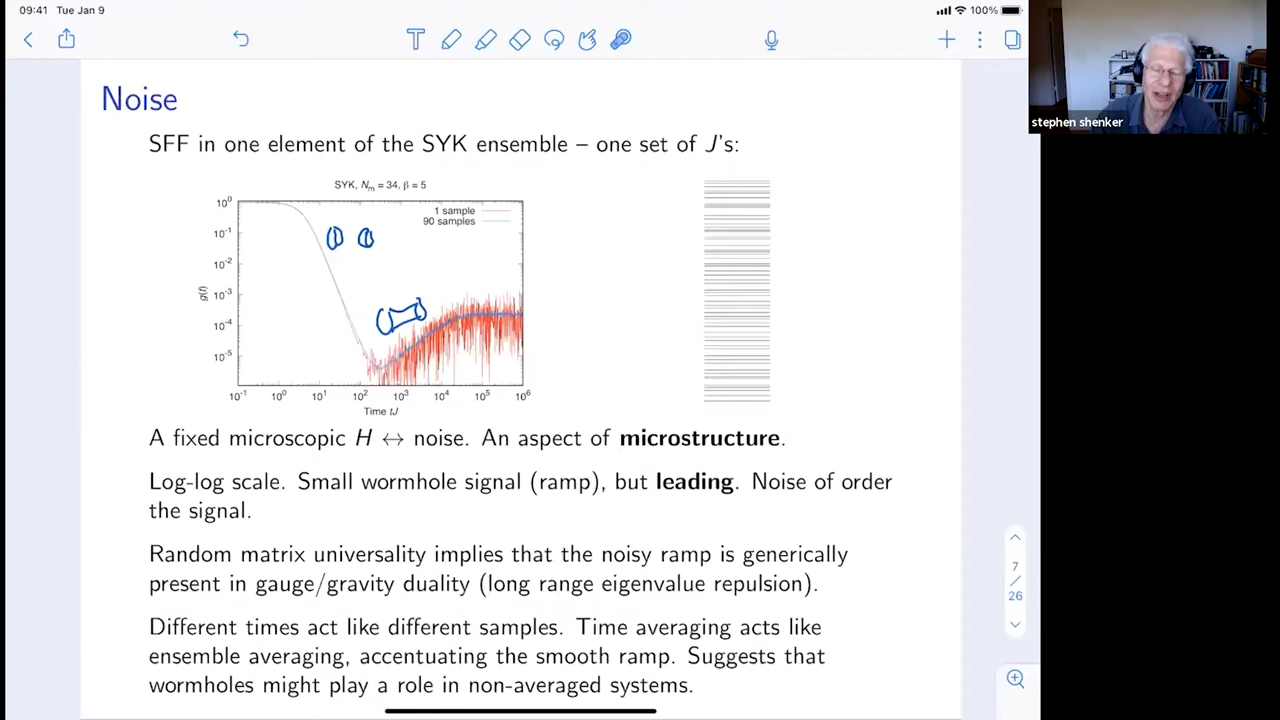 09:41 Tue Jan 9
100%
stephen shenker
Noise
SFF in one element of the SYK ensemble – one set of J's:
SYK, Nm = 34, β = 5
1 sample
90 samples
10^0
10^-1
10^-2
10^-3
10^-4
10^-5
g(t)
10^-1 10^0 10^1 10^2 10^3 10^4 10^5 10^6
Time tJ
A fixed microscopic H ↔ noise. An aspect of microstructure.
Log-log scale. Small wormhole signal (ramp), but leading. Noise of order
the signal.
Random matrix universality implies that the noisy ramp is generically
present in gauge/gravity duality (long range eigenvalue repulsion).
Different times act like different samples. Time averaging acts like
ensemble averaging, accentuating the smooth ramp. Suggests that
wormholes might play a role in non-averaged systems.
7
/
26